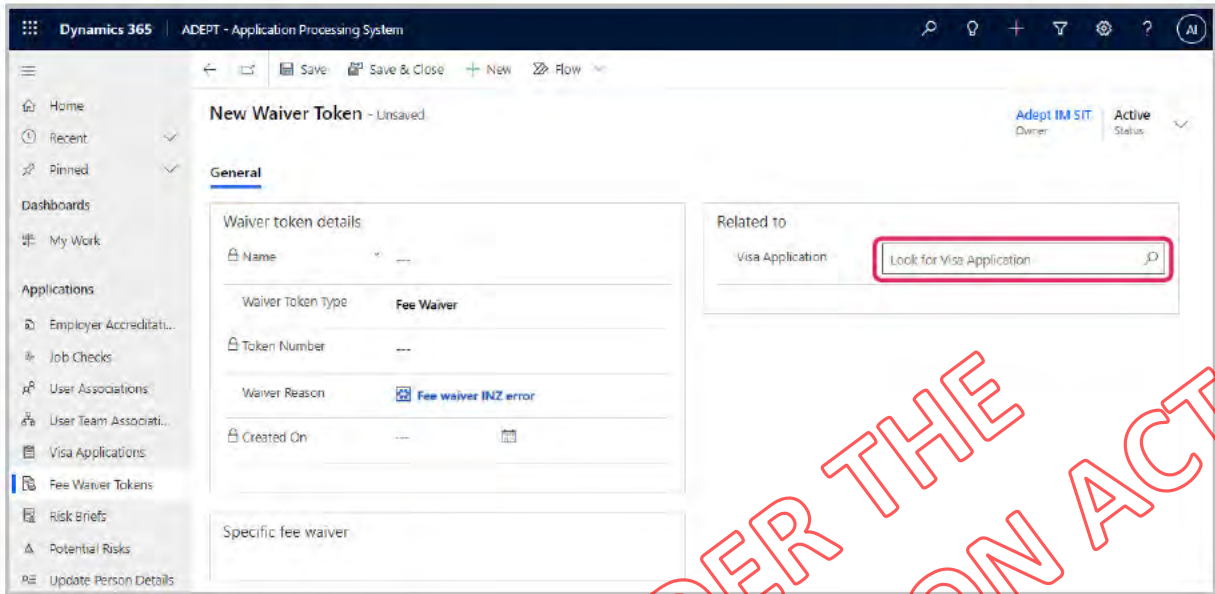 Dynamics 365 | ADEPT - Application Processing System ? AI
Save Save & Close + New Flow
Home
Recent
Pinned
Dashboards
My Work
Applications
Employer Accreditati...
Job Checks
User Associations
User Team Associati...
Visa Applications
Fee Waiver Tokens
Risk Briefs
Potential Risks
Update Person Details
New Waiver Token - Unsaved
Adept IM SIT
Owner
Active
Status
General
Waiver token details
Name * ---
Waiver Token Type Fee Waiver
Token Number ---
Waiver Reason Fee waiver INZ error
Created On ---
Specific fee waiver
Related to
Visa Application Look for Visa Application
DER THE
ON ACT